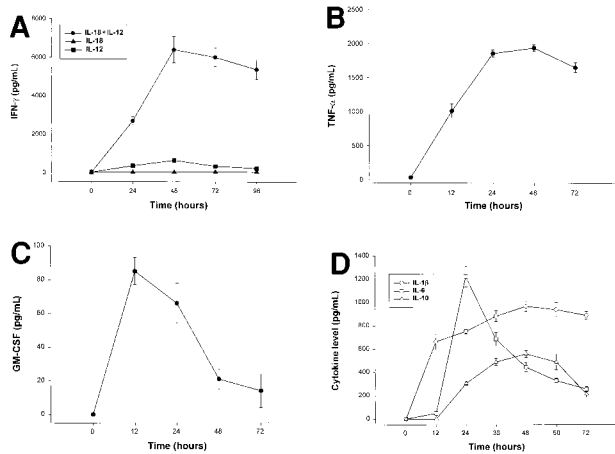 A
IL-18+IL-12
IL-18
IL-12
IFN-γ (pg/mL)
8000
6000
4000
2000
0
0 24 48 72 96
Time (hours)
B
TNF-α (pg/mL)
2500
2000
1500
1000
500
0
0 12 24 48 72
Time (hours)
C
GM-CSF (pg/mL)
100
80
60
40
20
0
0 12 24 48 72
Time (hours)
D
IL-1β
IL-6
IL-10
Cytokine level (pg/mL)
1400
1200
1000
800
600
400
200
0
0 12 24 36 48 60 72
Time (hours)